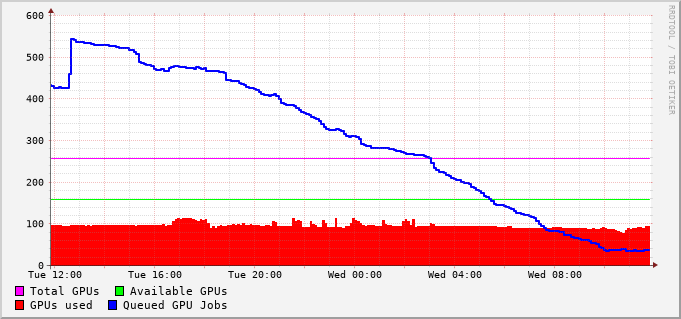 600
500
400
300
200
100
0
Tue 12:00 Tue 16:00 Tue 20:00 Wed 00:00 Wed 04:00 Wed 08:00
Total GPUs Available GPUs
GPUs used Queued GPU Jobs
RRDTOOL / TOBI OETIKER